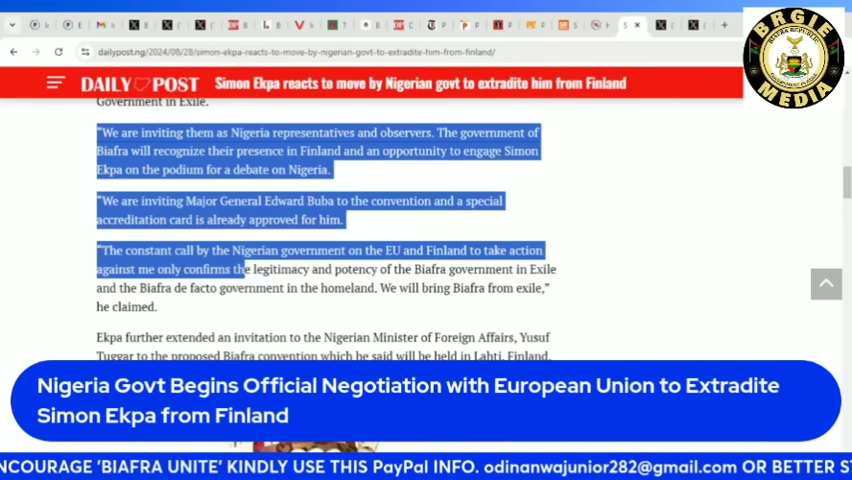 dailypost.ng/2024/08/28/simon-ekpa-reacts-to-move-by-nigerian-govt-to-extradite-him-from-finland/
BRGIE
BIAFRA REPUBLIC
MEDIA
DAILY POST
Simon Ekpa reacts to move by Nigerian govt to extradite him from Finland
Government in Exile.
“We are inviting them as Nigeria representatives and observers. The government of
Biafra will recognize their presence in Finland and an opportunity to engage Simon
Ekpa on the podium for a debate on Nigeria.
“We are inviting Major General Edward Buba to the convention and a special
accreditation card is already approved for him.
“The constant call by the Nigerian government on the EU and Finland to take action
against me only confirms the legitimacy and potency of the Biafra government in Exile
and the Biafra de facto government in the homeland. We will bring Biafra from exile,”
he claimed.
Ekpa further extended an invitation to the Nigerian Minister of Foreign Affairs, Yusuf
Tuggar to the proposed Biafra convention which he said will be held in Lahti, Finland.
Nigeria Govt Begins Official Negotiation with European Union to Extradite
Simon Ekpa from Finland
NCOURAGE 'BIAFRA UNITE' KINDLY USE THIS PayPal INFO. odinanwajunior282@gmail.com OR BETTER S